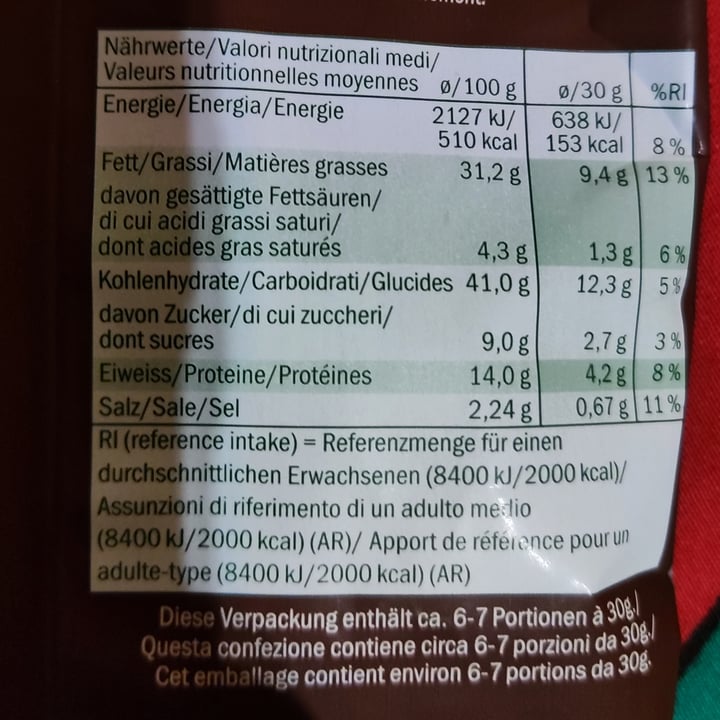 Nährwerte/Valori nutrizionali medi/
Valeurs nutritionnelles moyennes ø/100 g ø/30 g %RI
Energie/Energia/Energie 2127 kJ/ 638 kJ/
510 kcal 153 kcal 8 %
Fett/Grassi/Matières grasses 31,2 g 9,4 g 13 %
davon gesättigte Fettsäuren/
di cui acidi grassi saturi/
dont acides gras saturés 4,3 g 1,3 g 6 %
Kohlenhydrate/Carboidrati/Glucides 41,0 g 12,3 g 5 %
davon Zucker/di cui zuccheri/
dont sucres 9,0 g 2,7 g 3 %
Eiweiss/Proteine/Protéines 14,0 g 4,2 g 8 %
Salz/Sale/Sel 2,24 g 0,67 g 11 %
RI (reference intake) = Referenzmenge für einen
durchschnittlichen Erwachsenen (8400 kJ/2000 kcal)/
Assunzioni di riferimento di un adulto medio
(8400 kJ/2000 kcal) (AR)/ Apport de référence pour un
adulte-type (8400 kJ/2000 kcal) (AR)
Diese Verpackung enthält ca. 6-7 Portionen à 30g./
Questa confezione contiene circa 6-7 porzioni da 30g./
Cet emballage contient environ 6-7 portions da 30g.